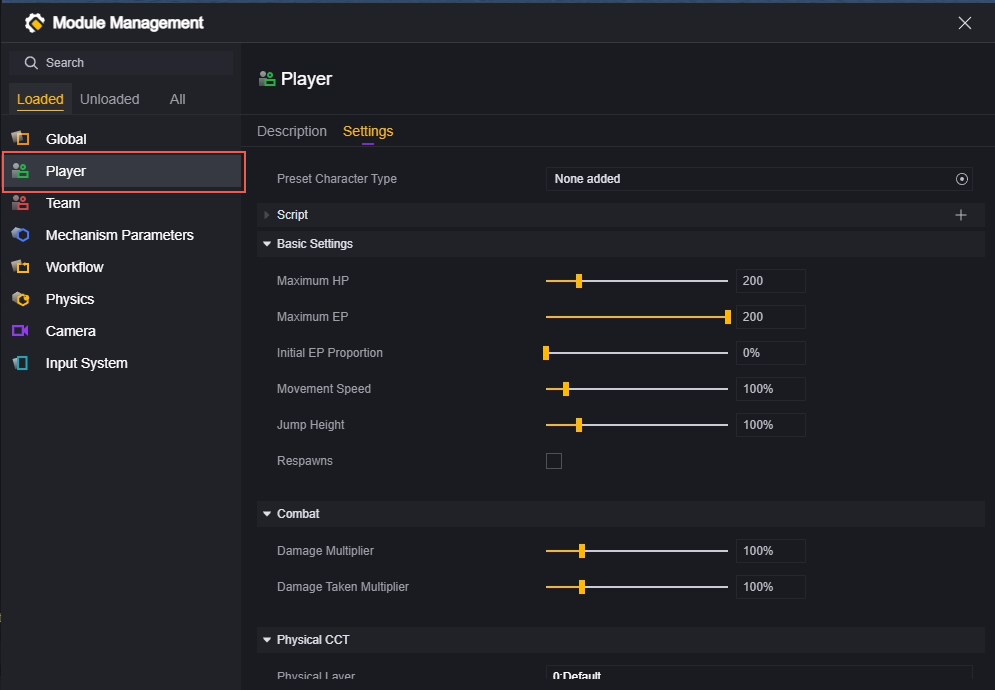 Module Management
Search
Loaded Unloaded All
Global
Player
Team
Mechanism Parameters
Workflow
Physics
Camera
Input System
Player
Description Settings
Preset Character Type None added
Script
Basic Settings
Maximum HP 200
Maximum EP 200
Initial EP Proportion 0%
Movement Speed 100%
Jump Height 100%
Respawns
Combat
Damage Multiplier 100%
Damage Taken Multiplier 100%
Physical CCT
Physical Layer 0:Default